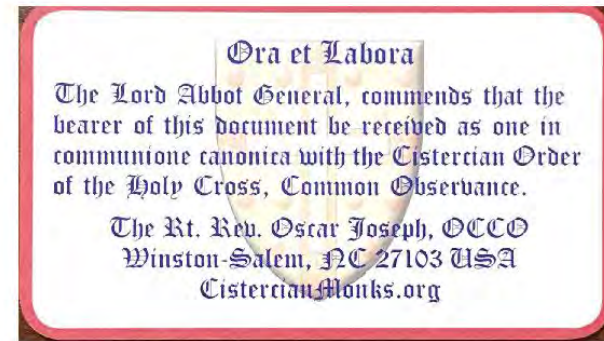 Ora et Labora
The Lord Abbot General, commends that the
bearer of this document be received as one in
communione canonica with the Cistercian Order
of the Holy Cross, Common Observance.
The Rt. Rev. Oscar Joseph, OCCO
Winston-Salem, NC 27103 USA
CistercianMonks.org